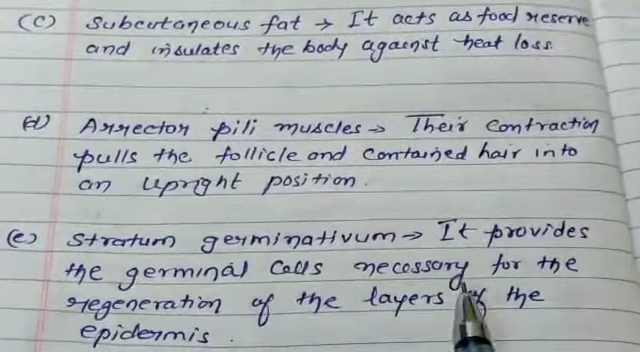 (c) Subcutaneous fat → It acts as food reserve
and insulates the body against heat loss
(d) Arrector pili muscles → Their contraction
pulls the follicle and contained hair into
an upright position.
(e) Stratum germinativum → It provides
the germinal cells necessary for the
regeneration of the layers of the
epidermis.